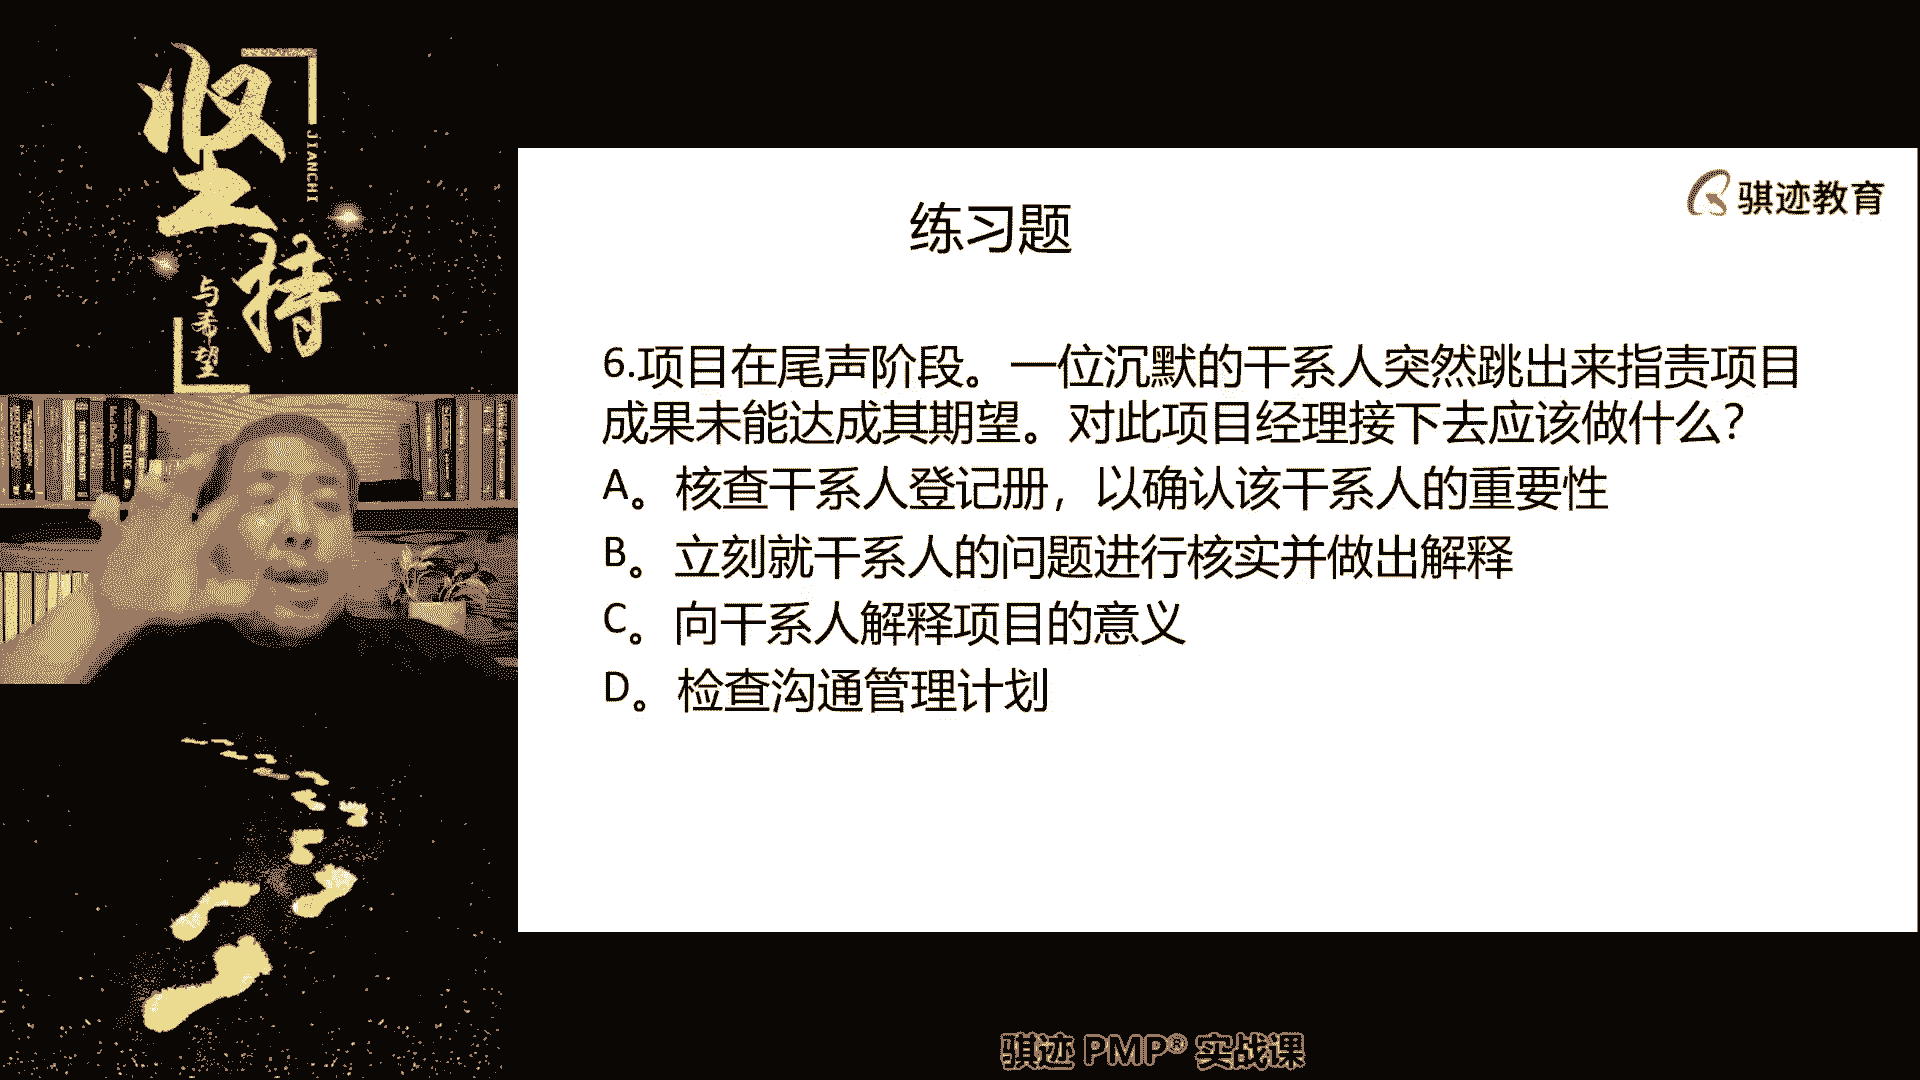 坚持
JIANCHI
与希望
骐迹教育
练习题
6.项目在尾声阶段。一位沉默的干系人突然跳出来指责项目
成果未能达成其期望。对此项目经理接下去应该做什么？
A。核查干系人登记册，以确认该干系人的重要性
B。立刻就干系人的问题进行核实并做出解释
C。向干系人解释项目的意义
D。检查沟通管理计划
骐迹 PMP® 实战课